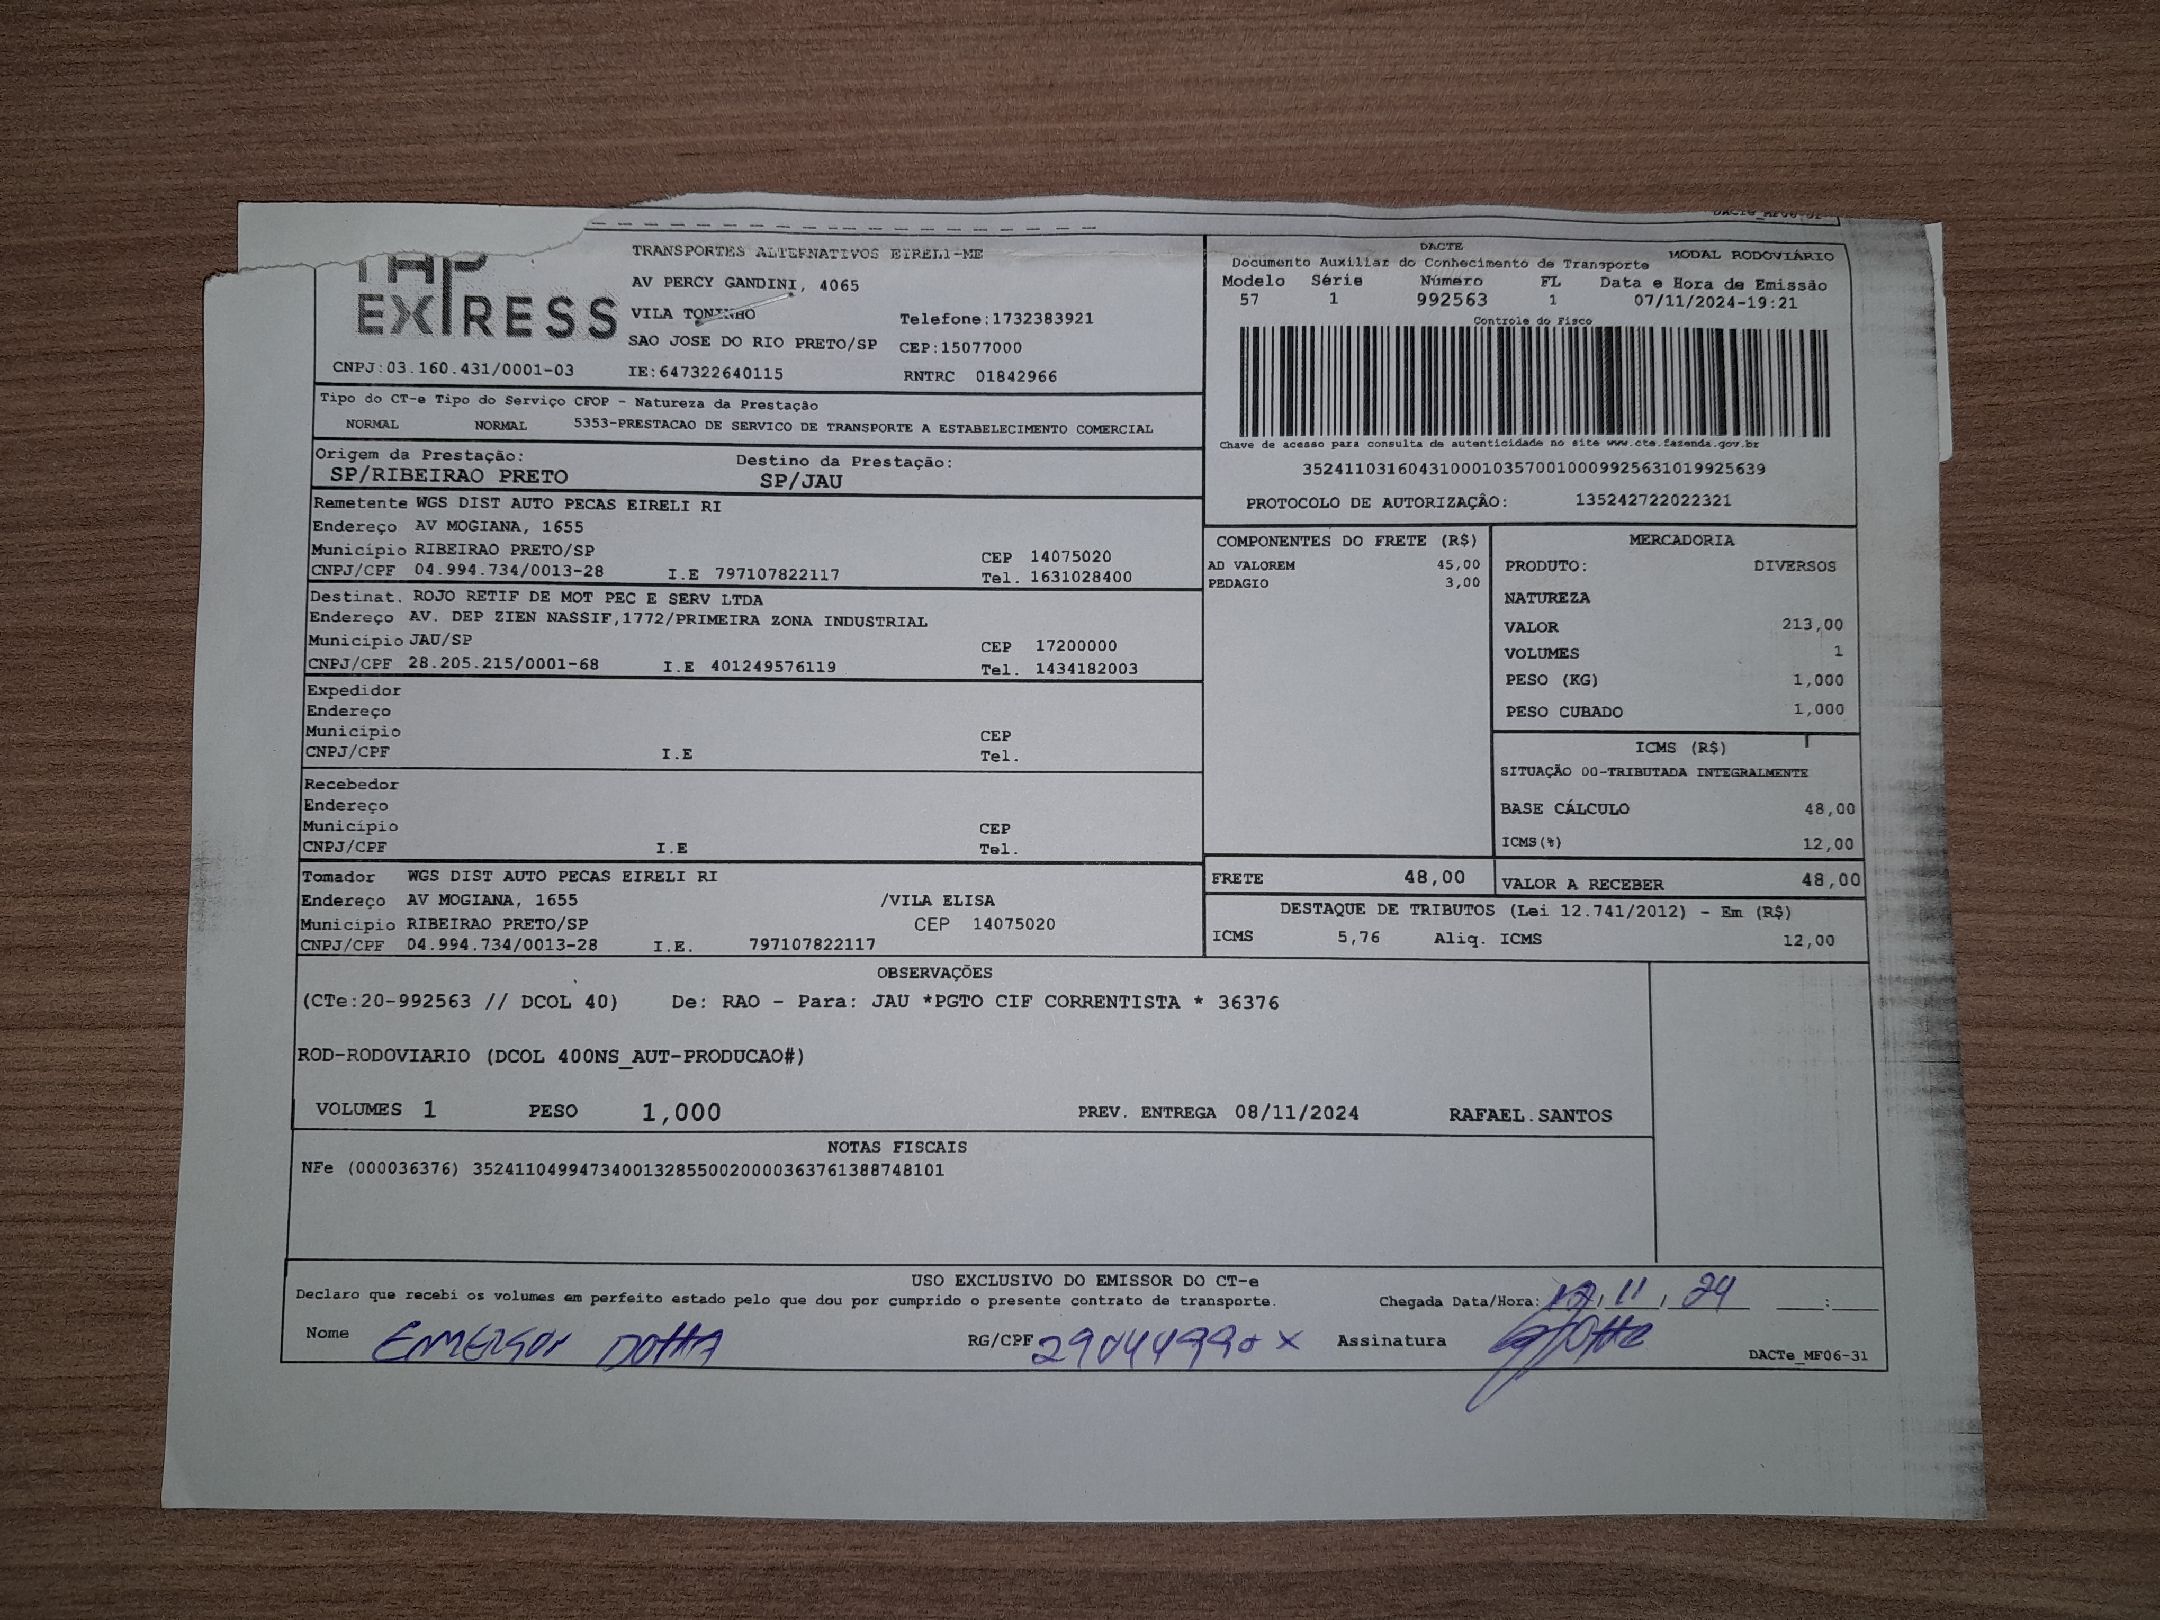 DACTe_MF06-31
TRANSPORTES ALTERNATIVOS EIRELI-ME
EXPRESS
AV PERCY GANDINI, 4065
VILA TONINHO Telefone:1732383921
SAO JOSE DO RIO PRETO/SP CEP:15077000
CNPJ:03.160.431/0001-03 IE:647322640115 RNTRC 01842966
DACTE MODAL RODOVIÁRIO
Documento Auxiliar do Conhecimento de Transporte
Modelo Série Número FL Data e Hora de Emissão
57 1 992563 1 07/11/2024-19:21
Controle do Fisco
Chave de acesso para consulta de autenticidade no site www.cte.fazenda.gov.br
35241103160431000103570010009925631019925639
PROTOCOLO DE AUTORIZAÇÃO: 135242722022321
Tipo do CT-e Tipo do Serviço CFOP - Natureza da Prestação
NORMAL NORMAL 5353-PRESTACAO DE SERVICO DE TRANSPORTE A ESTABELECIMENTO COMERCIAL
Origem da Prestação: Destino da Prestação:
SP/RIBEIRAO PRETO SP/JAU
Remetente WGS DIST AUTO PECAS EIRELI RI
Endereço AV MOGIANA, 1655
Município RIBEIRAO PRETO/SP CEP 14075020
CNPJ/CPF 04.994.734/0013-28 I.E 797107822117 Tel. 1631028400
Destinat. ROJO RETIF DE MOT PEC E SERV LTDA
Endereço AV. DEP ZIEN NASSIF,1772/PRIMEIRA ZONA INDUSTRIAL
Município JAU/SP CEP 17200000
CNPJ/CPF 28.205.215/0001-68 I.E 401249576119 Tel. 1434182003
Expedidor
Endereço
Município CEP
CNPJ/CPF I.E Tel.
Recebedor
Endereço
Município CEP
CNPJ/CPF I.E Tel.
Tomador WGS DIST AUTO PECAS EIRELI RI
Endereço AV MOGIANA, 1655 /VILA ELISA
Município RIBEIRAO PRETO/SP CEP 14075020
CNPJ/CPF 04.994.734/0013-28 I.E. 797107822117
COMPONENTES DO FRETE (R$)
AD VALOREM 45,00
PEDAGIO 3,00
MERCADORIA
PRODUTO: DIVERSOS
NATUREZA
VALOR 213,00
VOLUMES 1
PESO (KG) 1,000
PESO CUBADO 1,000
ICMS (R$)
SITUAÇÃO 00-TRIBUTADA INTEGRALMENTE
BASE CÁLCULO 48,00
ICMS(%) 12,00
FRETE 48,00 VALOR A RECEBER 48,00
DESTAQUE DE TRIBUTOS (Lei 12.741/2012) - Em (R$)
ICMS 5,76 Aliq. ICMS 12,00
OBSERVAÇÕES
(CTe:20-992563 // DCOL 40) De: RAO - Para: JAU *PGTO CIF CORRENTISTA * 36376
ROD-RODOVIARIO (DCOL 400NS_AUT-PRODUCAO#)
VOLUMES 1 PESO 1,000 PREV. ENTREGA 08/11/2024 RAFAEL.SANTOS
NOTAS FISCAIS
NFe (000036376) 35241104994734001328550020000363761388748101
USO EXCLUSIVO DO EMISSOR DO CT-e
Declaro que recebi os volumes em perfeito estado pelo que dou por cumprido o presente contrato de transporte. Chegada Data/Hora: 11, 24 :
Nome EMERSON DOTTA RG/CPF 29044990 X Assinatura
DACTe_MF06-31